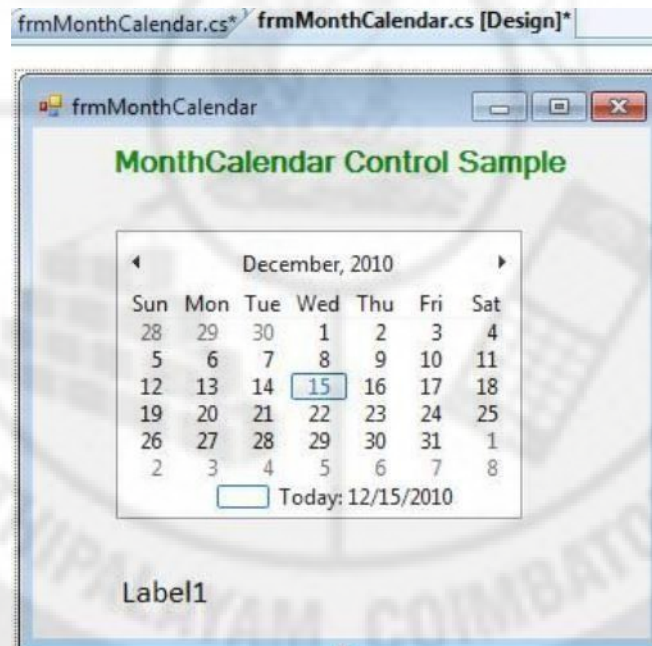 frmMonthCalendar.cs* frmMonthCalendar.cs [Design]*
frmMonthCalendar
MonthCalendar Control Sample
December, 2010
Sun Mon Tue Wed Thu Fri Sat
28 29 30 1 2 3 4
5 6 7 8 9 10 11
12 13 14 15 16 17 18
19 20 21 22 23 24 25
26 27 28 29 30 31 1
2 3 4 5 6 7 8
Today: 12/15/2010
Label1